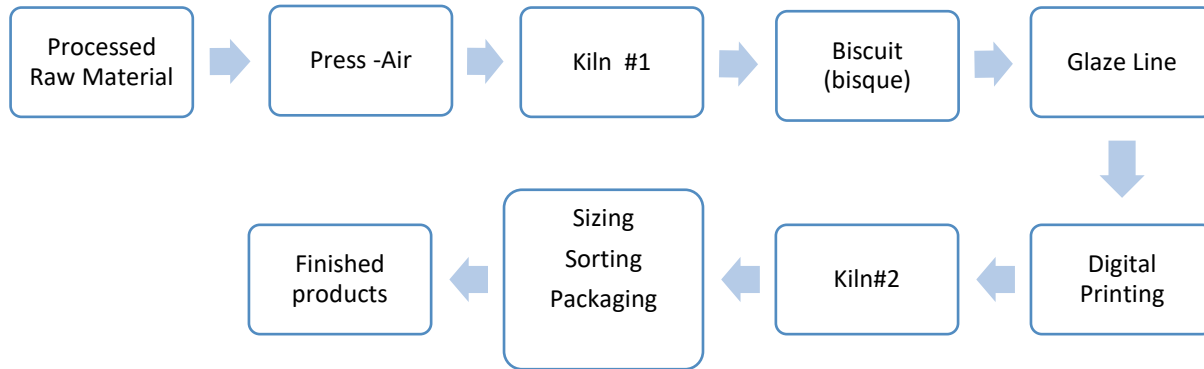 Processed
Raw Material
Press -Air
Kiln #1
Biscuit
(bisque)
Glaze Line
Digital
Printing
Kiln#2
Sizing
Sorting
Packaging
Finished
products